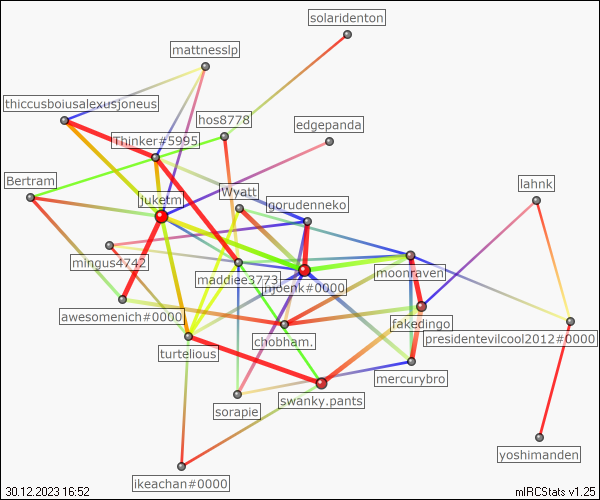 solaridenton
mattnesslp
thiccusboiusalexusjoneus
hos8778
edgepanda
Thinker#5995
Bertram
lahnk
juketm
Wyatt
gorudenneko
mingus4742
maddiee3773
njoenk#0000
moonraven
awesomenich#0000
fakedingo
presidentevilcool2012#0000
chobham.
turtelious
mercurybro
swanky.pants
sorapie
yoshimanden
ikeachan#0000
30.12.2023 16:52
mIRCStats v1.25